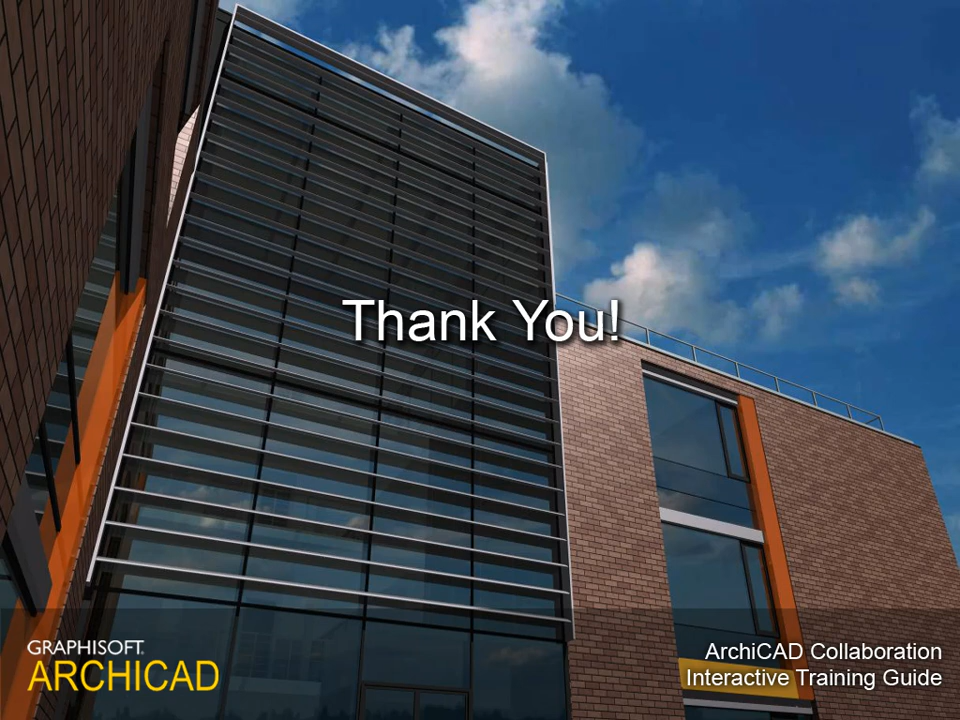 Thank You!
GRAPHISOFT.
ARCHICAD
ArchiCAD Collaboration
Interactive Training Guide